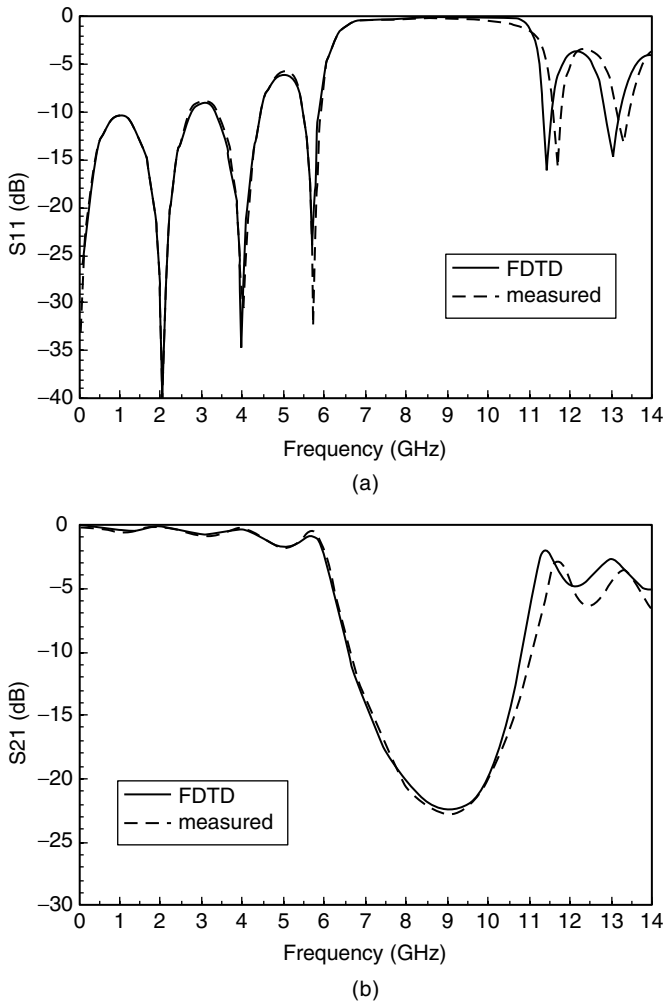 0
−5
−10
−15
−20
−25
−30
−35
−40
S11 (dB)
FDTD
measured
0 1 2 3 4 5 6 7 8 9 10 11 12 13 14
Frequency (GHz)
(a)
0
−5
−10
−15
−20
−25
−30
S21 (dB)
FDTD
measured
0 1 2 3 4 5 6 7 8 9 10 11 12 13 14
Frequency (GHz)
(b)